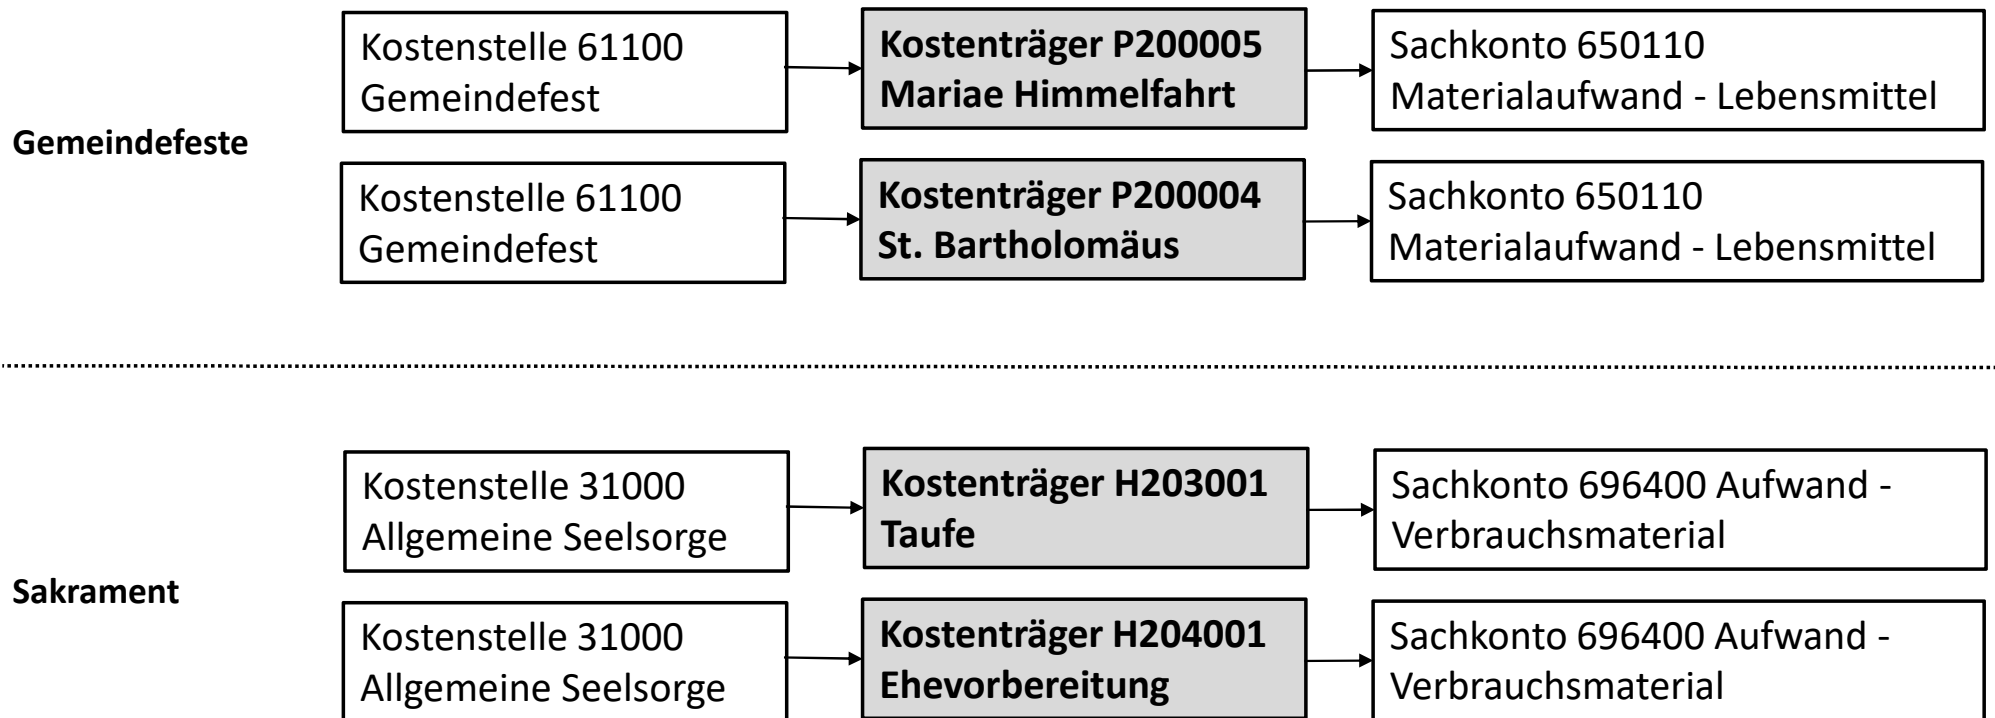 Gemeindefeste
Kostenstelle 61100
Gemeindefest
Kostenträger P200005
Mariae Himmelfahrt
Sachkonto 650110
Materialaufwand - Lebensmittel
Kostenstelle 61100
Gemeindefest
Kostenträger P200004
St. Bartholomäus
Sachkonto 650110
Materialaufwand - Lebensmittel
Sakrament
Kostenstelle 31000
Allgemeine Seelsorge
Kostenträger H203001
Taufe
Sachkonto 696400 Aufwand -
Verbrauchsmaterial
Kostenstelle 31000
Allgemeine Seelsorge
Kostenträger H204001
Ehevorbereitung
Sachkonto 696400 Aufwand -
Verbrauchsmaterial